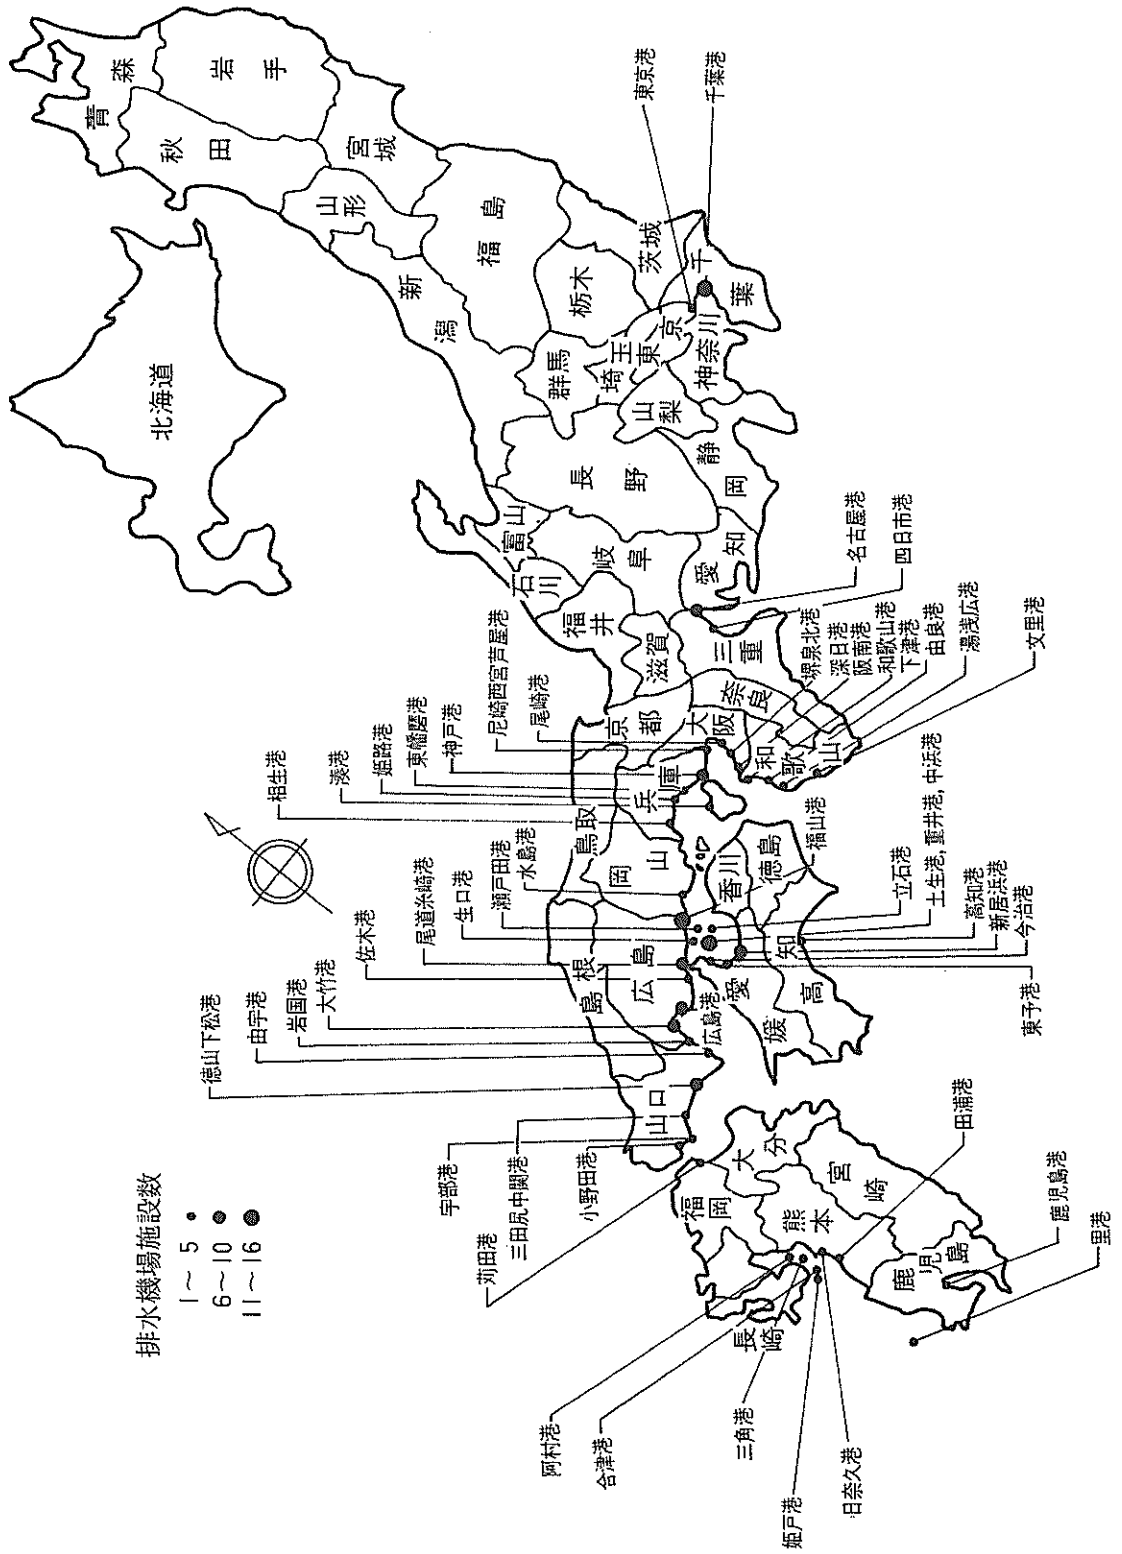 排水機場施設数
1～5
6～10
11～16
北海道
青森
岩手
秋田
宮城
山形
福島
新潟
茨城
栃木
群馬
埼玉
東京
千葉
神奈川
山梨
長野
静岡
富山
石川
岐阜
愛知
福井
滋賀
三重
京都
奈良
大阪
和歌山
兵庫
鳥取
岡山
島根
広島
山口
香川
徳島
愛媛
高知
福岡
大分
長崎
熊本
宮崎
鹿児島
東京港
千葉港
名古屋港
四日市港
堺泉北港
深日港
阪南港
和歌山港
下津港
由良港
湯浅広港
文里港
尾崎港
尼崎西宮芦屋港
神戸港
東幡磨港
姫路港
湊港
相生港
水島港
福山港
瀬戸田港
生口港
尾道糸崎港
佐木港
立石港
土生港,重井港,中浜港
高知港
新居浜港
今治港
東予港
広島港
大竹港
岩国港
由宇港
徳山下松港
宇部港
三田尻中関港
小野田港
苅田港
田浦港
鹿児島港
里港
阿村港
合津港
三角港
姫戸港
日奈久港